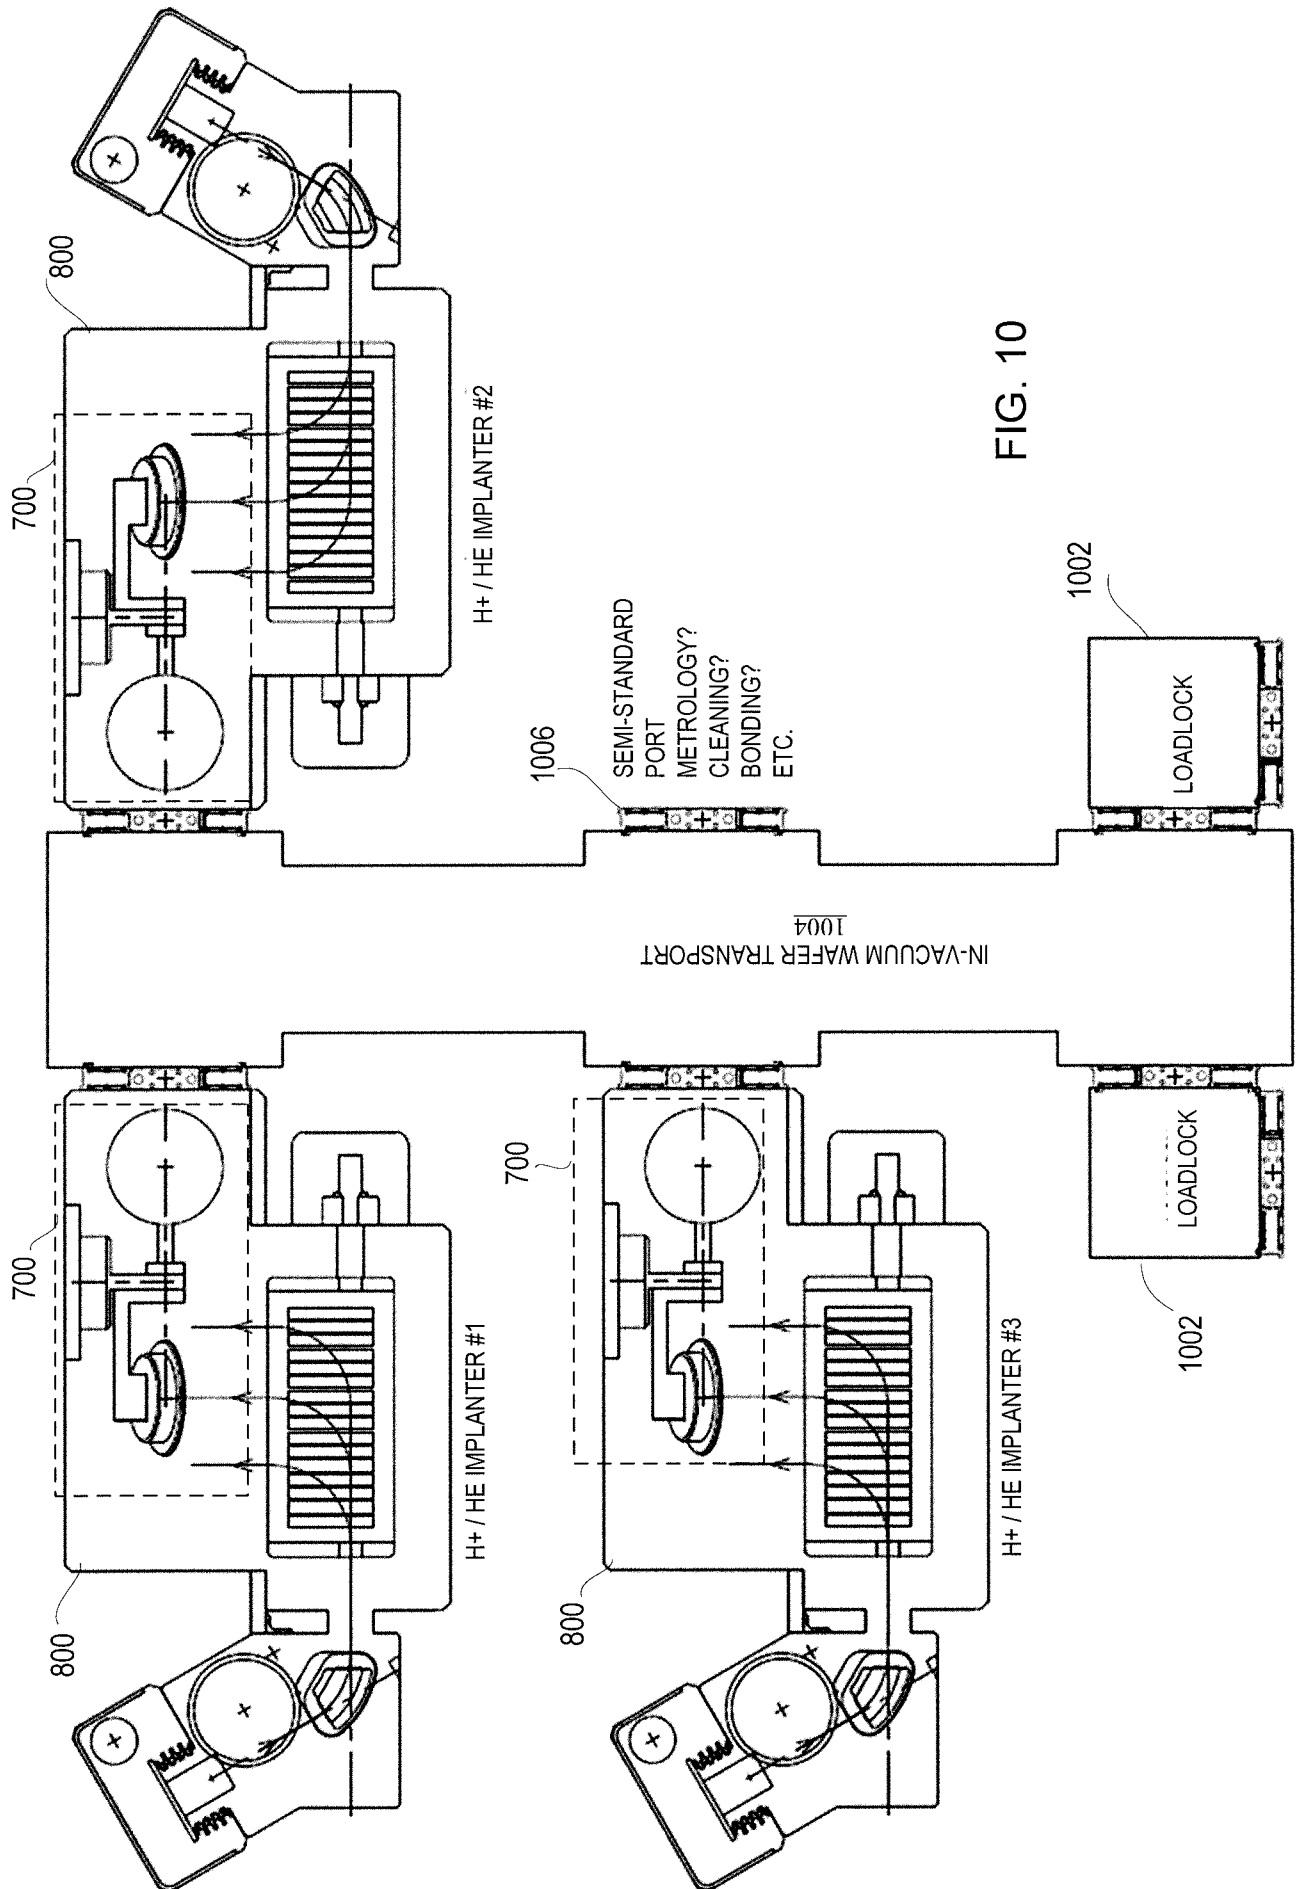 800
700
H+ / HE IMPLANTER #2
700
H+ / HE IMPLANTER #1
800
1006
SEMI-STANDARD
PORT
METROLOGY?
CLEANING?
BONDING?
ETC.
IN-VACUUM WAFER TRANSPORT
1004
700
H+ / HE IMPLANTER #3
800
1002
LOADLOCK
LOADLOCK
1002
FIG. 10